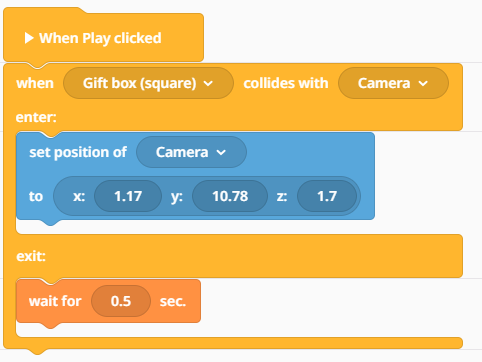 When Play clicked
when Gift box (square) collides with Camera
enter:
set position of Camera
to x: 1.17 y: 10.78 z: 1.7
exit:
wait for 0.5 sec.